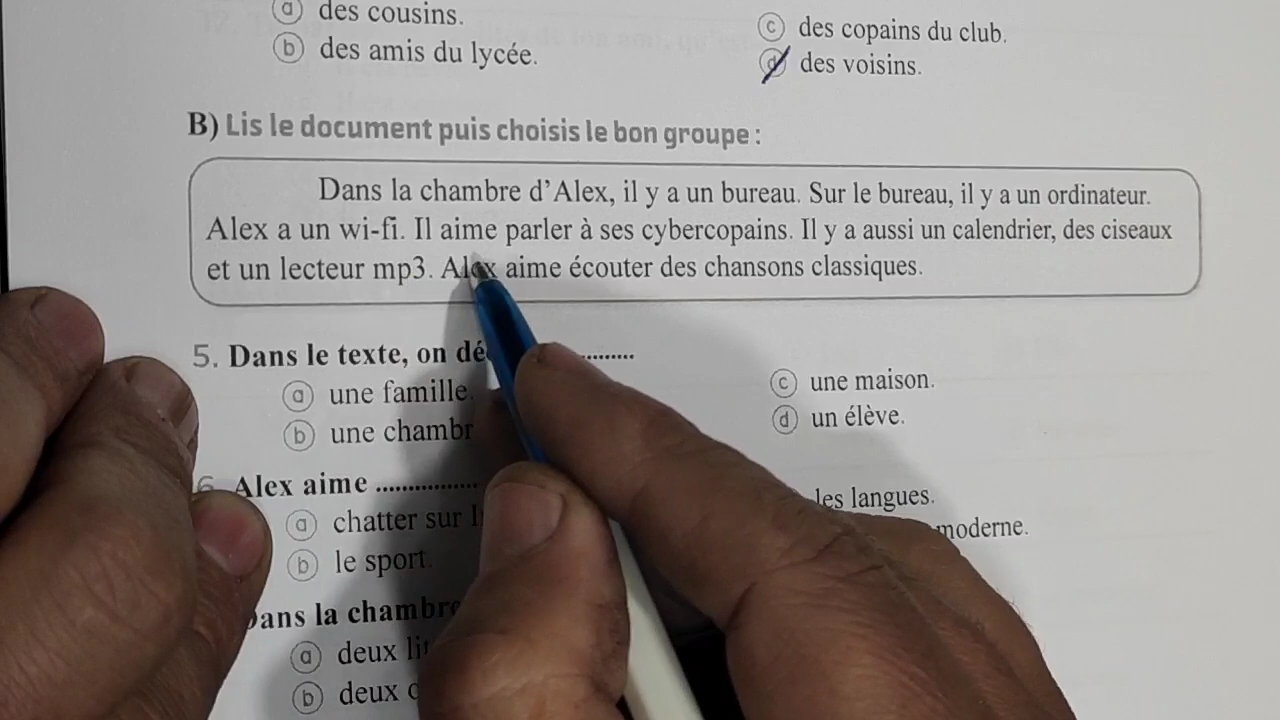 a des cousins.
b des amis du lycée.
c des copains du club.
d des voisins.
B) Lis le document puis choisis le bon groupe :
Dans la chambre d'Alex, il y a un bureau. Sur le bureau, il y a un ordinateur.
Alex a un wi-fi. Il aime parler à ses cybercopains. Il y a aussi un calendrier, des ciseaux
et un lecteur mp3. Alex aime écouter des chansons classiques.
5. Dans le texte, on ..........
a une famille.
b une
c une maison.
d un élève.
6. Alex aime ................
a chatter sur
b le sport.
les langues.
moderne.
la chambre
a deux
b deux